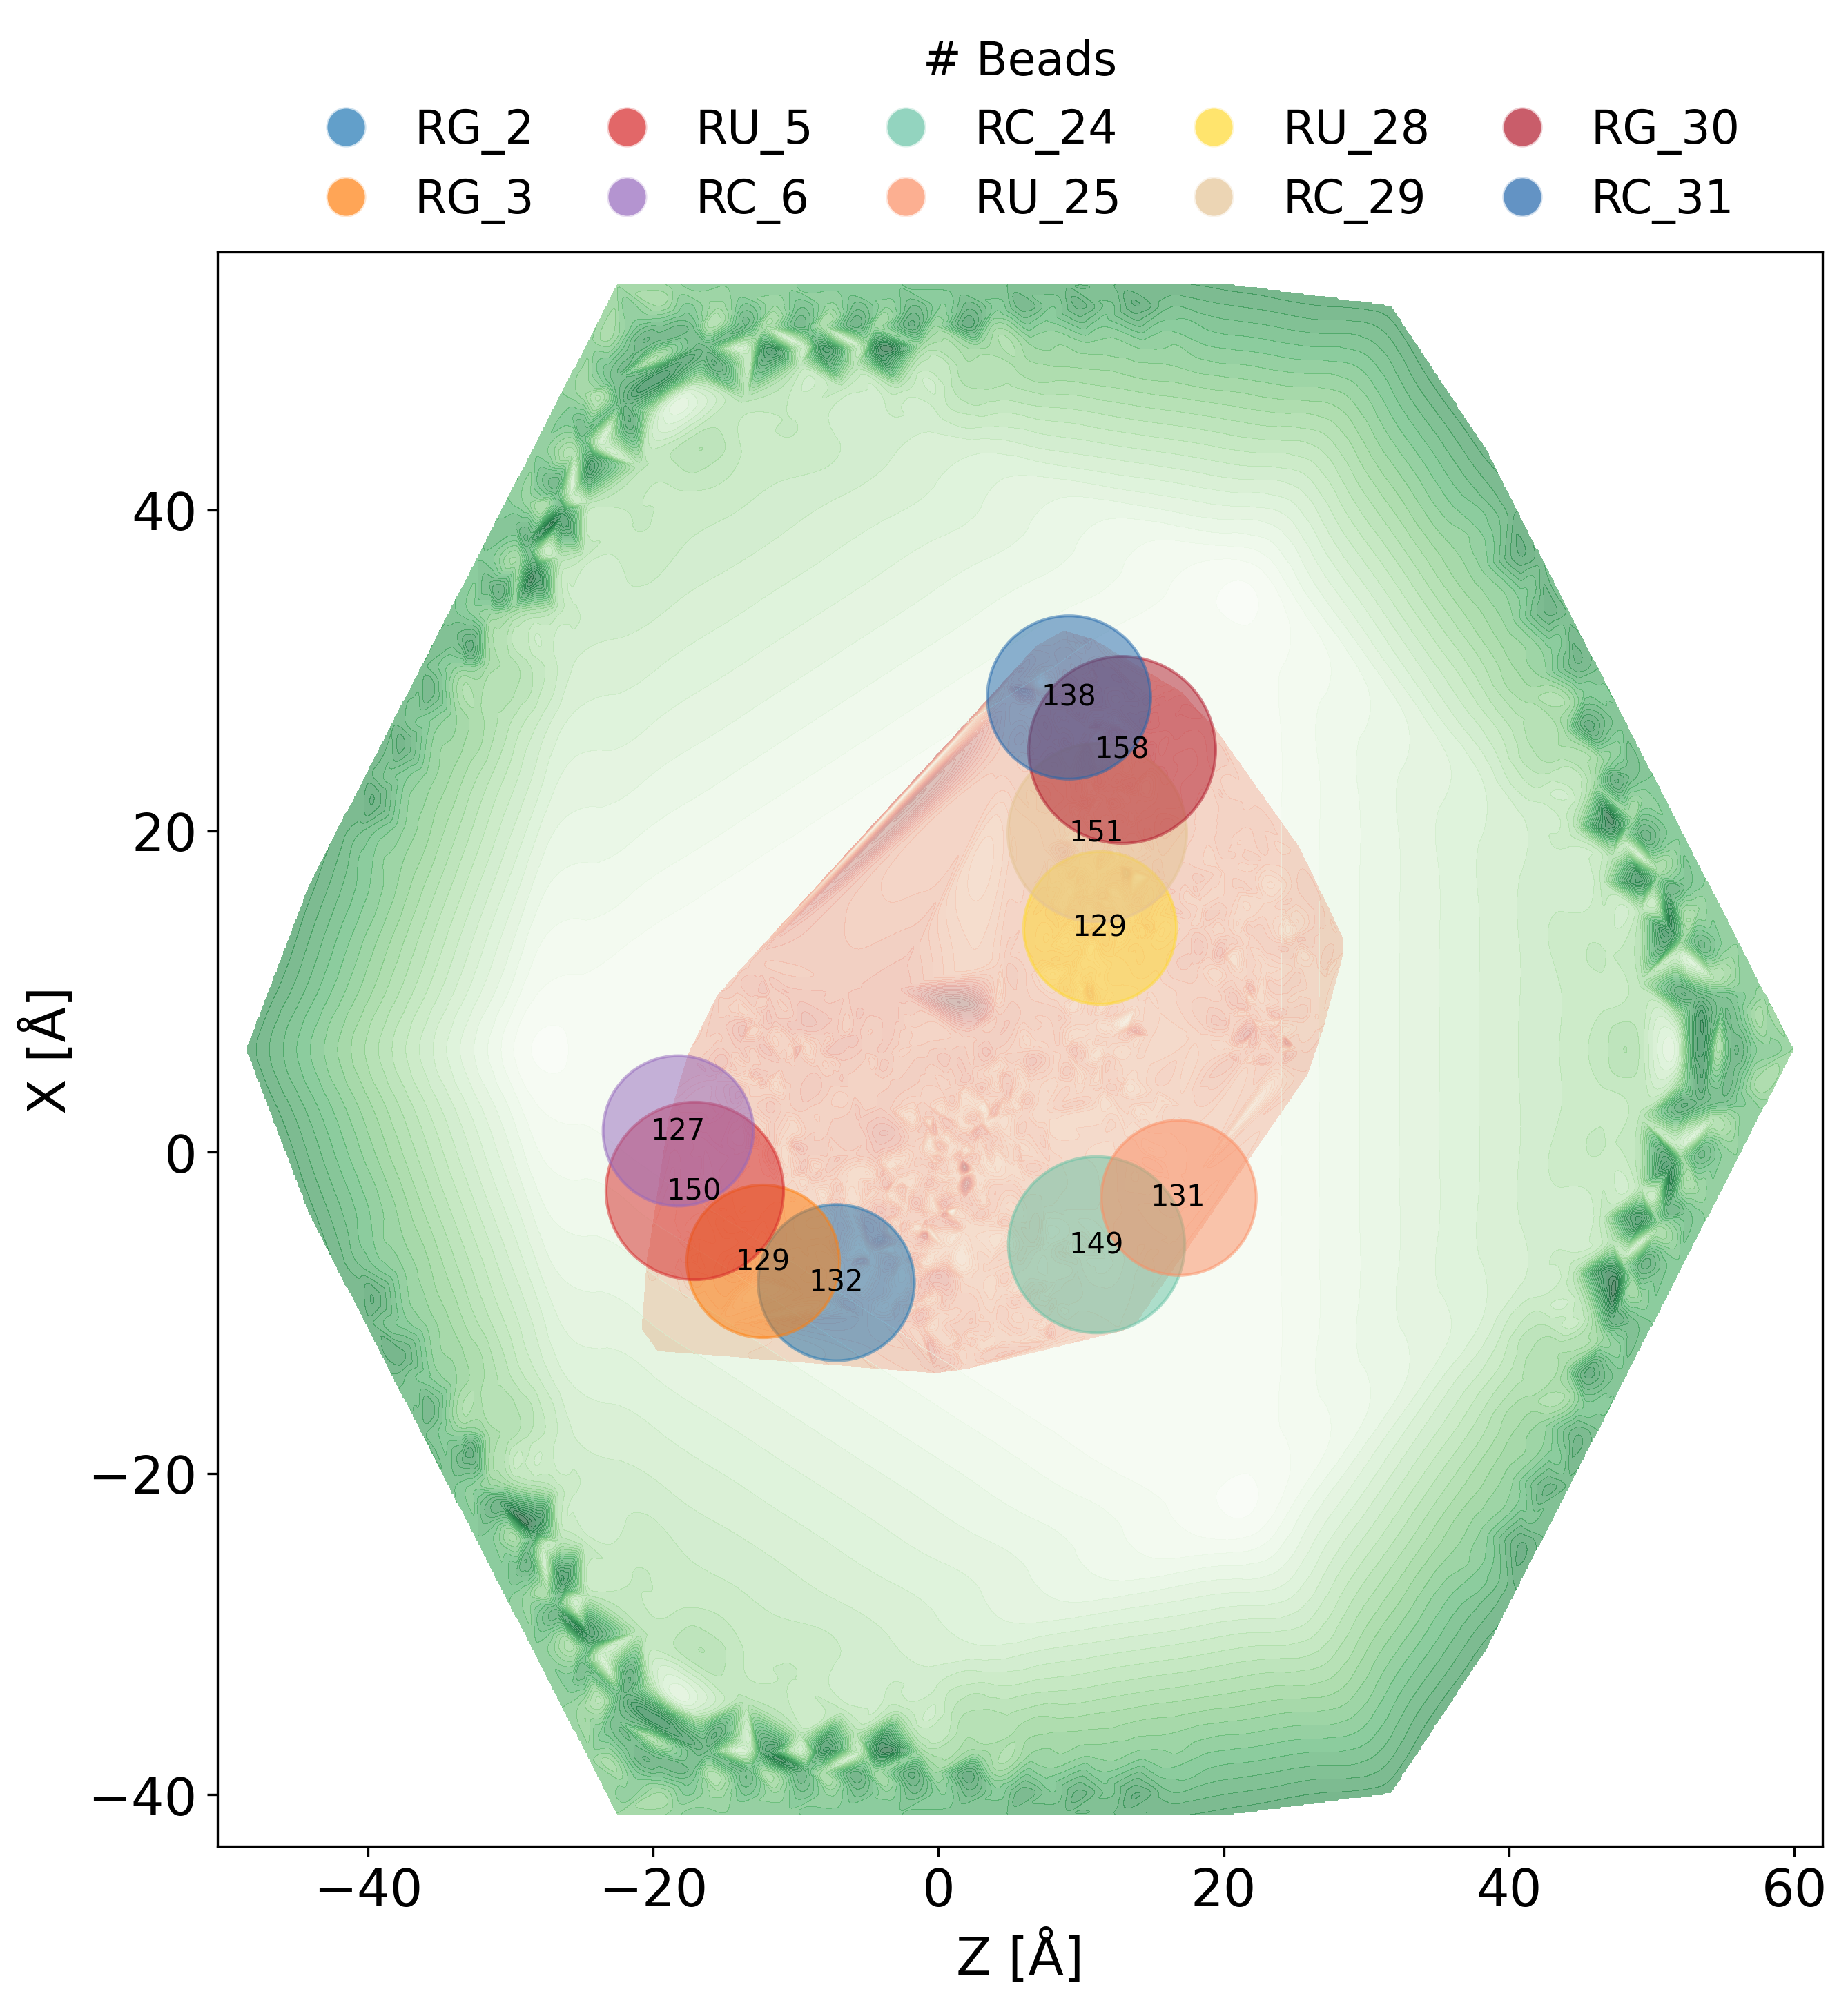 # Beads
RG_2 RU_5 RC_24 RU_28 RG_30
RG_3 RC_6 RU_25 RC_29 RC_31
X [Å]
40
20
0
−20
−40
138
158
151
129
127
150
129
132
131
149
−40 −20 0 20 40 60
Z [Å]